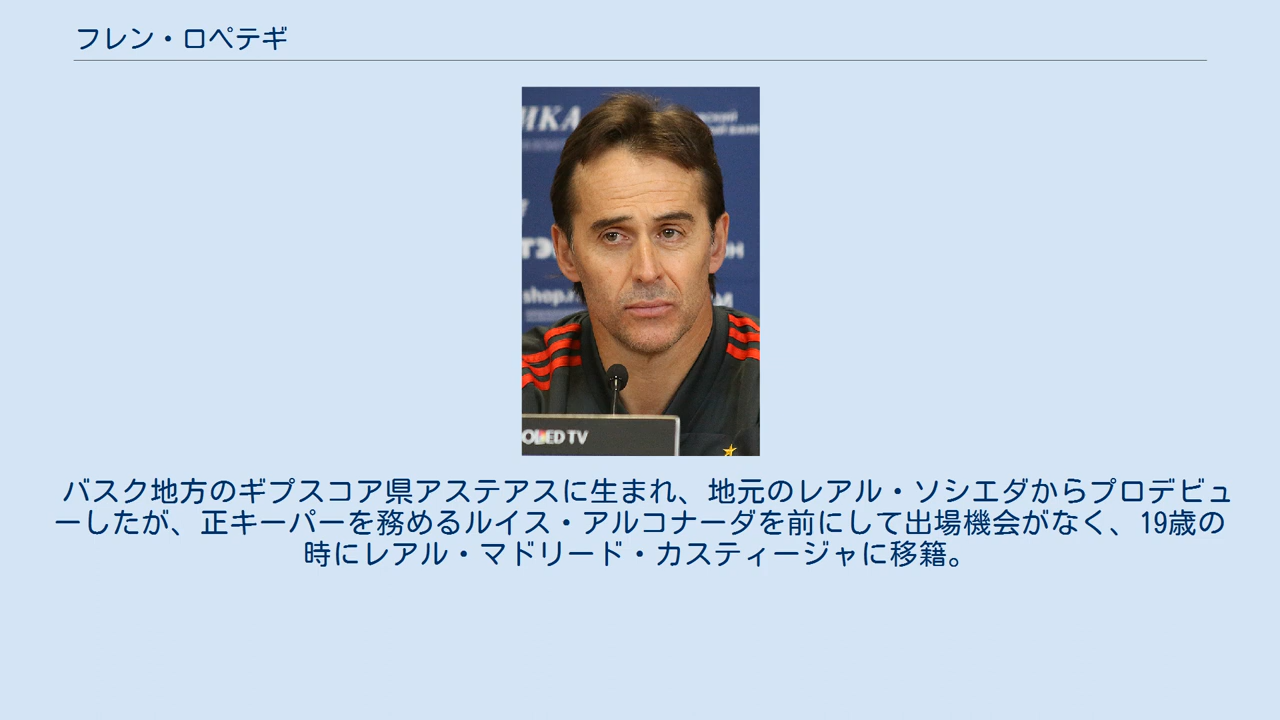 フレン・ロペテギ
ИКА
shop.r
OLED TV
バスク地方のギプスコア県アステアスに生まれ、地元のレアル・ソシエダからプロデビュ
ーしたが、正キーパーを務めるルイス・アルコナーダを前にして出場機会がなく、19歳の
時にレアル・マドリード・カスティージャに移籍。